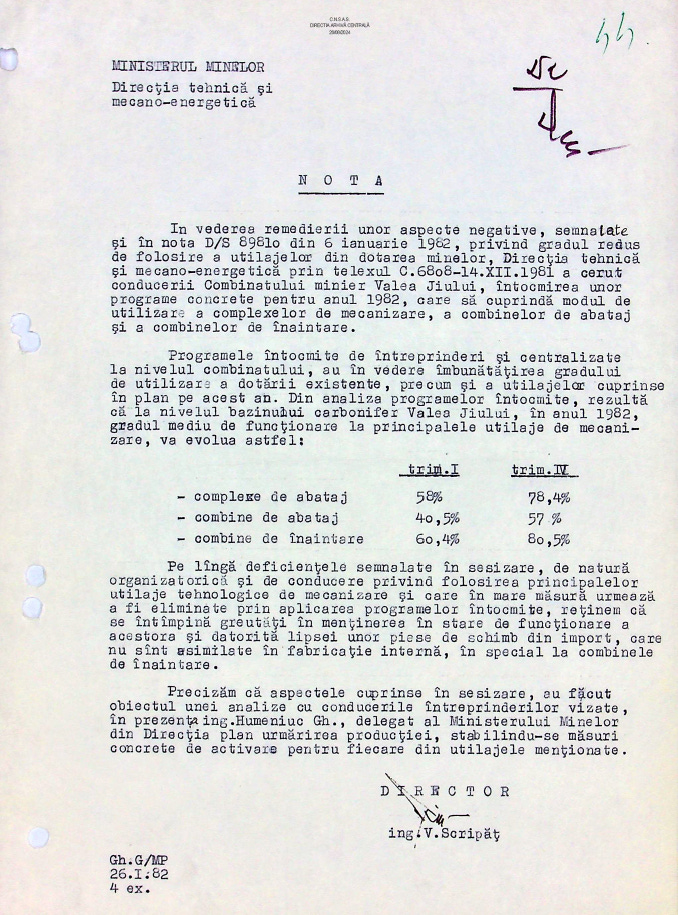 C.N.S.A.S.
DIRECȚIA ARHIVĂ CENTRALĂ
44
MINISTERUL MINELOR
Direcţia tehnică şi
mecano-energetică
N O T A
In vederea remedierii unor aspecte negative, semnalate
şi în nota D/S 8981o din 6 ianuarie 1982, privind gradul redus
de folosire a utilajelor din dotarea minelor, Direcţia tehnică
şi mecano-energetică prin telexul C.68o8-14.XII.1981 a cerut
conducerii Combinatului minier Valea Jiului, întocmirea unor
programe concrete pentru anul 1982, care să cuprindă modul de
utilizare a complexelor de mecanizare, a combinelor de abataj
şi a combinelor de înaintare.
Programele întocmite de întreprinderi şi centralizate
la nivelul combinatului, au în vedere îmbunătăţirea gradului
de utilizare a dotării existente, precum şi a utilajelor cuprinse
în plan pe acest an. Din analiza programelor întocmite, rezultă
că la nivelul bazinului carbonifer Valea Jiului, în anul 1982,
gradul mediu de funcţionare la principalele utilaje de mecani-
zare, va evolua astfel:
trim.I trim.IV
- complexe de abataj 58% 78,4%
- combine de abataj 4o,5% 57 %
- combine de înaintare 6o,4% 8o,5%
Pe lîngă deficienţele semnalate în sesizare, de natură
organizatorică şi de conducere privind folosirea principalelor
utilaje tehnologice de mecanizare şi care în mare măsură urmează
a fi eliminate prin aplicarea programelor întocmite, reţinem că
se întîmpină greutăţi în menţinerea în stare de funcţionare a
acestora şi datorită lipsei unor piese de schimb din import, care
nu sînt asimilate în fabricaţie internă, în special la combinele
de înaintare.
Precizăm că aspectele cuprinse în sesizare, au făcut
obiectul unei analize cu conducerile întreprinderilor vizate,
în prezenţa ing.Humeniuc Gh., delegat al Ministerului Minelor
din Direcţia plan urmărirea producţiei, stabilindu-se măsuri
concrete de activare pentru fiecare din utilajele menţionate.
D I R E C T O R
ing.V.Scripăţ
Gh.G/MP
26.I.82
4 ex.